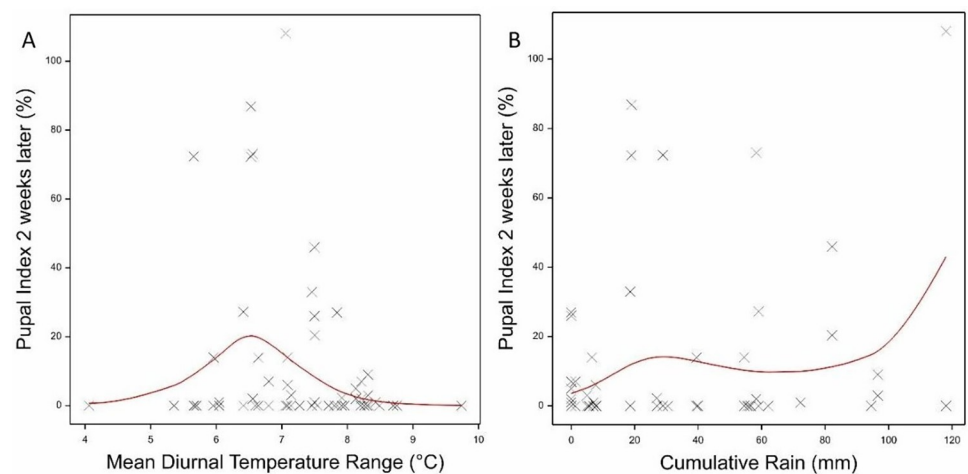 A
Pupal Index 2 weeks later (%)
100
80
60
40
20
0
4 5 6 7 8 9 10
Mean Diurnal Temperature Range (°C)
B
Pupal Index 2 weeks later (%)
100
80
60
40
20
0
0 20 40 60 80 100 120
Cumulative Rain (mm)